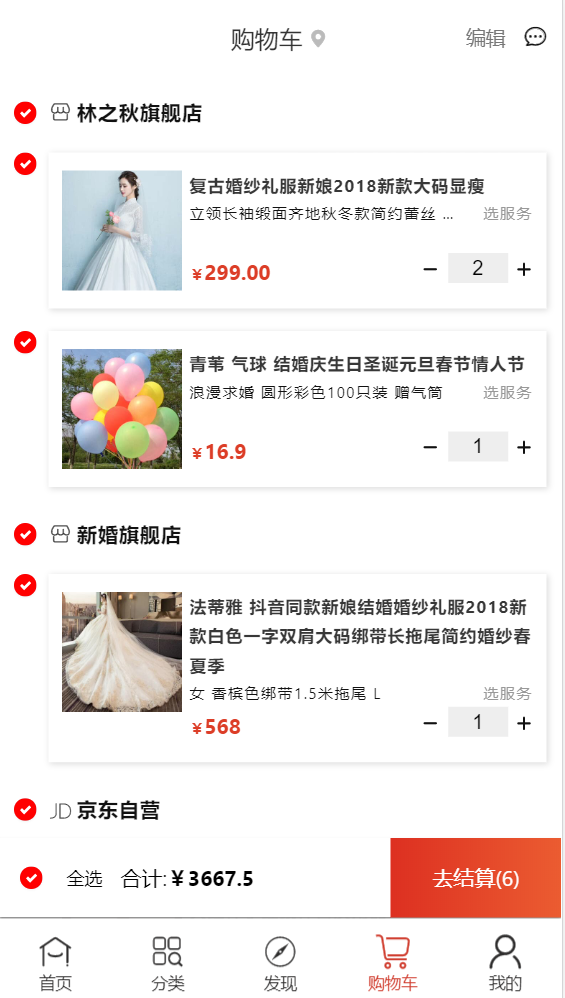 购物车
编辑
林之秋旗舰店
复古婚纱礼服新娘2018新款大码显瘦
立领长袖缎面齐地秋冬款简约蕾丝 ...
选服务
¥299.00
2
青苇 气球 结婚庆生日圣诞元旦春节情人节
浪漫求婚 圆形彩色100只装 赠气筒
选服务
¥16.9
1
新婚旗舰店
法蒂雅 抖音同款新娘结婚婚纱礼服2018新
款白色一字双肩大码绑带长拖尾简约婚纱春
夏季
女 香槟色绑带1.5米拖尾 L
选服务
¥568
1
JD 京东自营
全选
合计:¥3667.5
去结算(6)
首页
分类
发现
购物车
我的